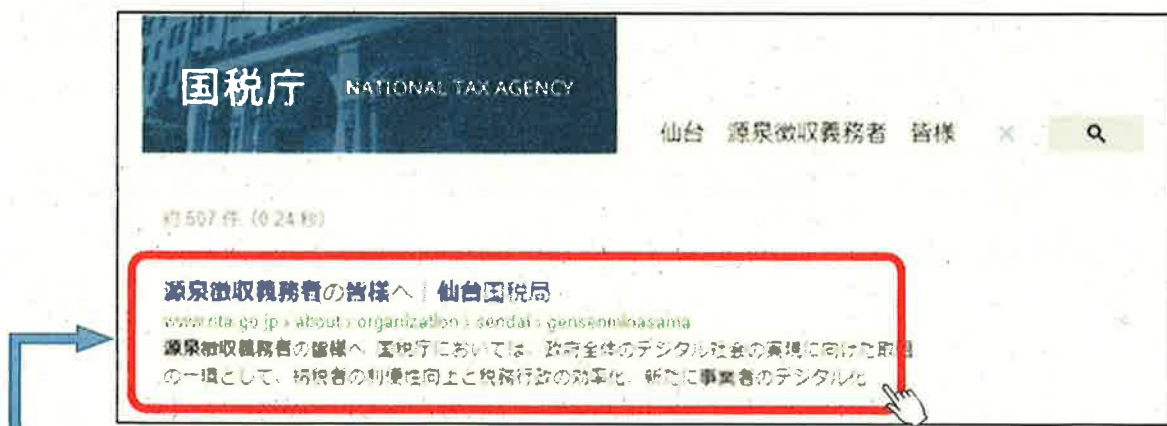 国税庁 NATIONAL TAX AGENCY
仙台 源泉徴収義務者 皆様 ×
約 507 件 (0.24 秒)
源泉徴収義務者の皆様へ｜仙台国税局
www.nta.go.jp › about › organization › sendai › gensenminasama
源泉徴収義務者の皆様へ 国税庁においては、政府全体のデジタル社会の実現に向けた取組
の一環として、納税者の利便性向上と税務行政の効率化、新たに事業者のデジタル化